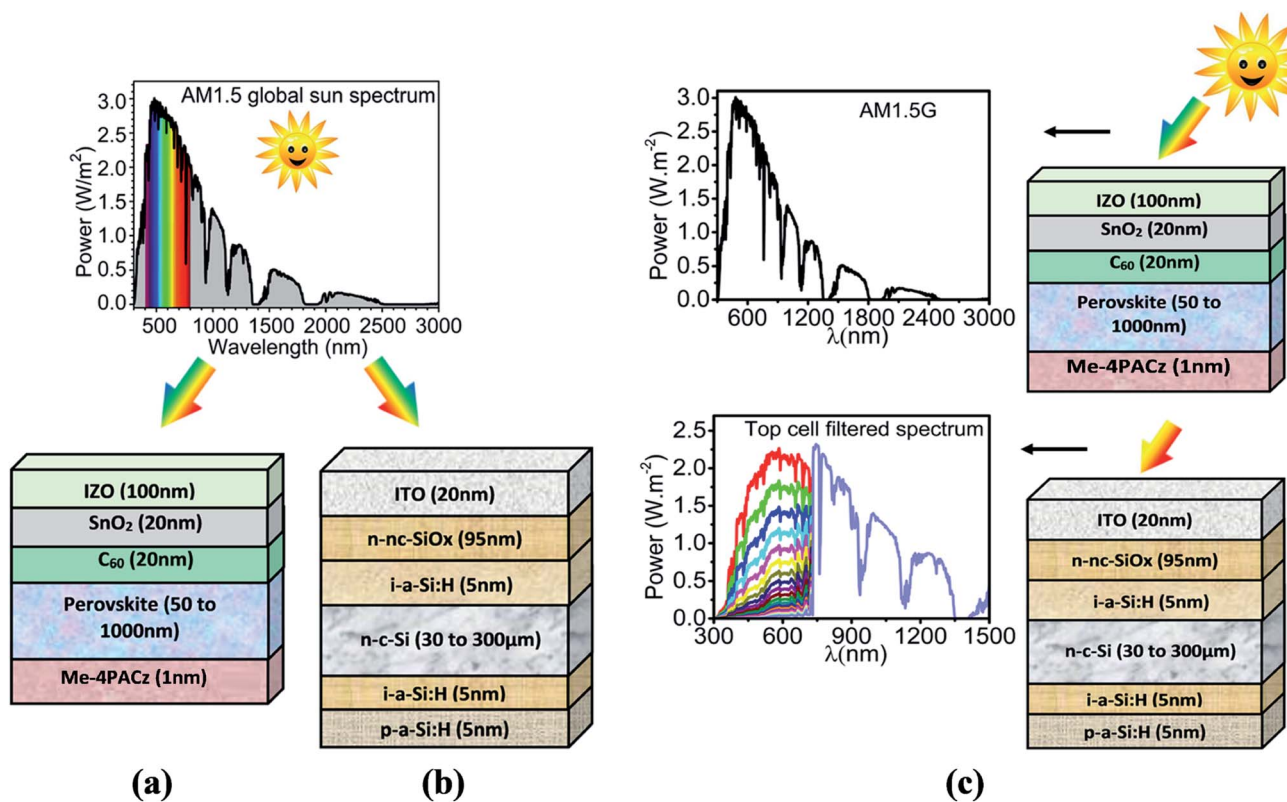 AM1.5 global sun spectrum
Power (W/m²)
3.0
2.5
2.0
1.5
1.0
0.5
0.0
500 1000 1500 2000 2500 3000
Wavelength (nm)
IZO (100nm)
SnO₂ (20nm)
C₆₀ (20nm)
Perovskite (50 to
1000nm)
Me-4PACz (1nm)
(a)
ITO (20nm)
n-nc-SiOx (95nm)
i-a-Si:H (5nm)
n-c-Si (30 to 300µm)
i-a-Si:H (5nm)
p-a-Si:H (5nm)
(b)
AM1.5G
Power (W.m⁻²)
3.0
2.5
2.0
1.5
1.0
0.5
0.0
600 1200 1800 2400 3000
λ(nm)
IZO (100nm)
SnO₂ (20nm)
C₆₀ (20nm)
Perovskite (50 to
1000nm)
Me-4PACz (1nm)
Top cell filtered spectrum
Power (W.m⁻²)
2.5
2.0
1.5
1.0
0.5
0
300 600 900 1200 1500
λ(nm)
ITO (20nm)
n-nc-SiOx (95nm)
i-a-Si:H (5nm)
n-c-Si (30 to 300µm)
i-a-Si:H (5nm)
p-a-Si:H (5nm)
(c)